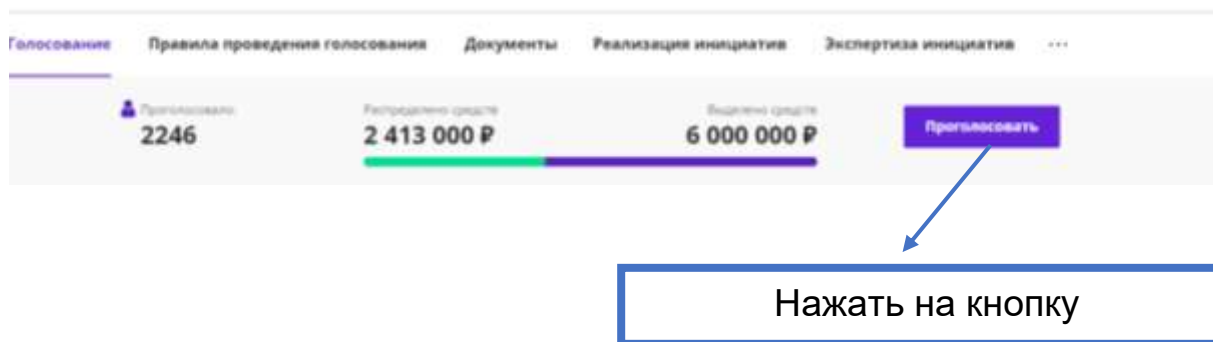 Голосование Правила проведения голосования Документы Реализация инициатив Экспертиза инициатив ...
Проголосовало Распределено средств Выделено средств
2246 2 413 000 ₽ 6 000 000 ₽ Проголосовать
Нажать на кнопку